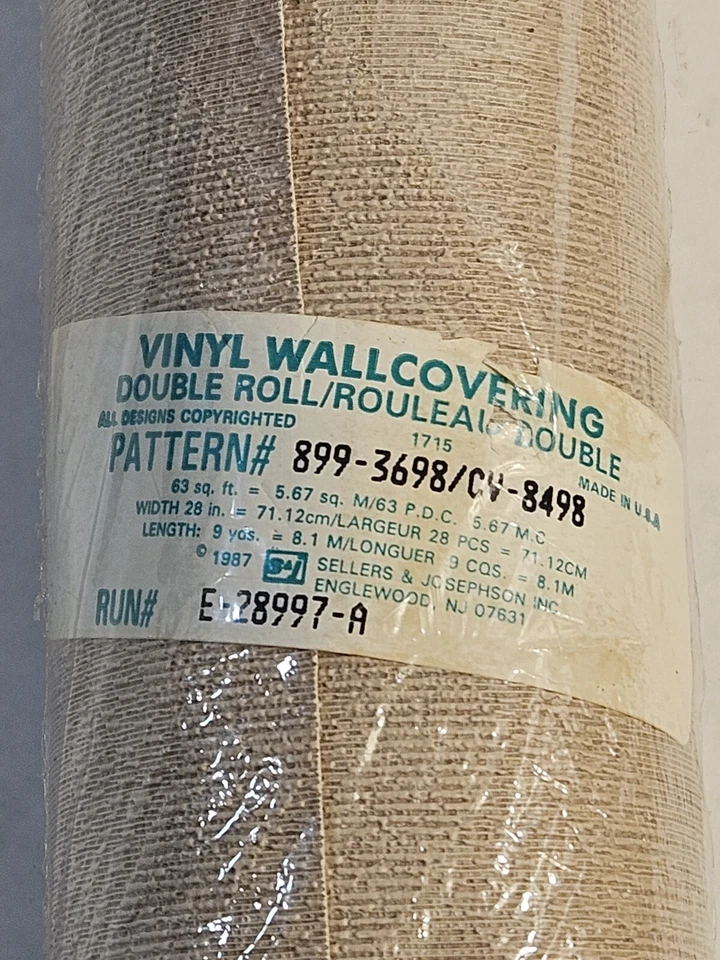 VINYL WALLCOVERING
DOUBLE ROLL/ROULEAU DOUBLE
ALL DESIGNS COPYRIGHTED
1715
MADE IN U.S.A
PATTERN# 899-3698/CV-8498
63 sq. ft. = 5.67 sq. M/63 P.D.C. 5.67 M.C
WIDTH 28 in. = 71.12cm/LARGEUR 28 PCS = 71.12CM
LENGTH: 9 yds. = 8.1 M/LONGUER 9 CQS. = 8.1M
© 1987 S&J SELLERS & JOSEPHSON INC.
ENGLEWOOD, NJ 07631
RUN# E-28997-A